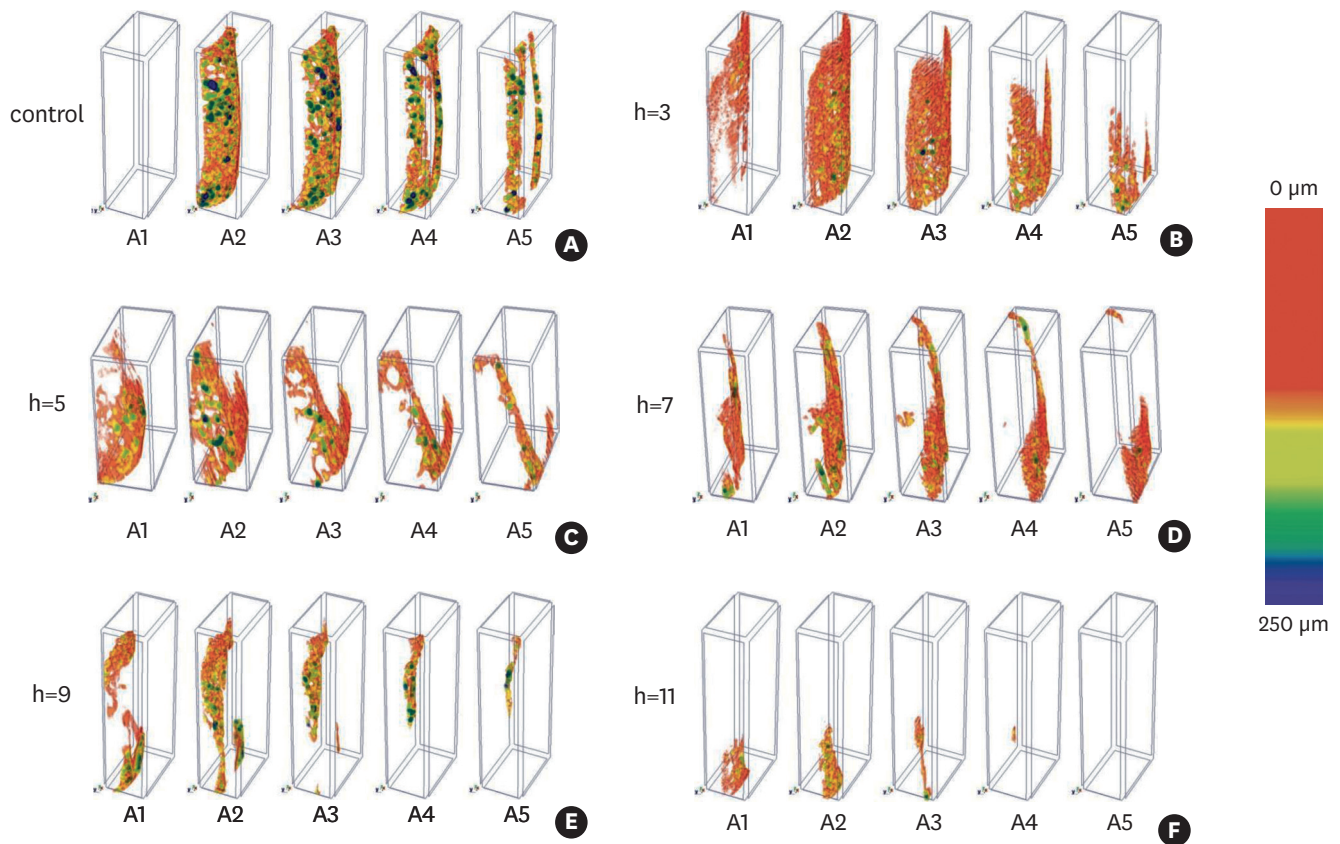 control
A1 A2 A3 A4 A5 A
h=3
A1 A2 A3 A4 A5 B
h=5
A1 A2 A3 A4 A5 C
h=7
A1 A2 A3 A4 A5 D
h=9
A1 A2 A3 A4 A5 E
h=11
A1 A2 A3 A4 A5 F
0 µm
250 µm